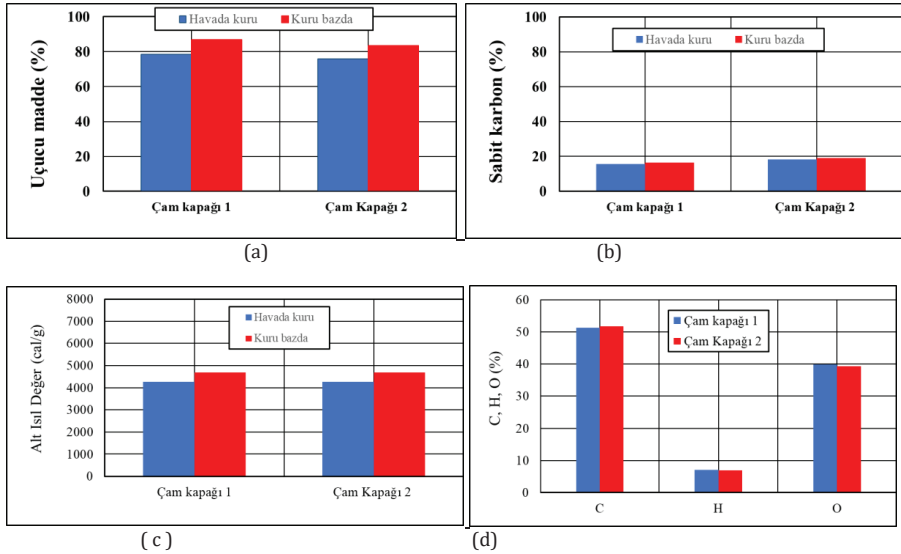 Uçucu madde (%)
100
80
60
40
20
0
Havada kuru
Kuru bazda
Çam kapağı 1
Çam Kapağı 2
(a)
Sabit karbon (%)
100
80
60
40
20
0
Havada kuru
Kuru bazda
Çam kapağı 1
Çam Kapağı 2
(b)
Alt Isıl Değer (cal/g)
8000
7000
6000
5000
4000
3000
2000
1000
0
Havada kuru
Kuru bazda
Çam kapağı 1
Çam Kapağı 2
( c )
C, H, O (%)
60
50
40
30
20
10
0
Çam kapağı 1
Çam Kapağı 2
C
H
O
(d)